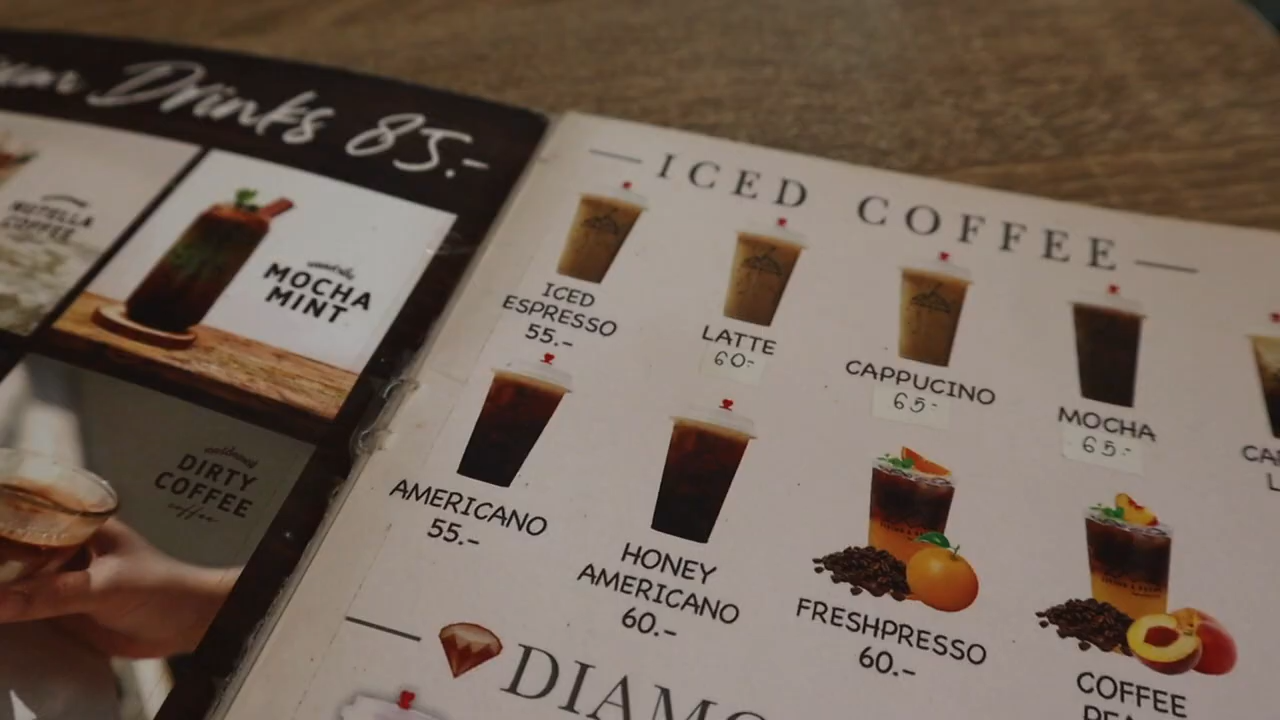 Drinks 85.-
NUTELLA
COFFEE
MOCHA
MINT
DIRTY
COFFEE
coffee
ICED COFFEE
ICED
ESPRESSO
55.-
LATTE
60-
CAPPUCINO
65-
MOCHA
65-
AMERICANO
55.-
HONEY
AMERICANO
60.-
FRESHPRESSO
60.-
COFFEE